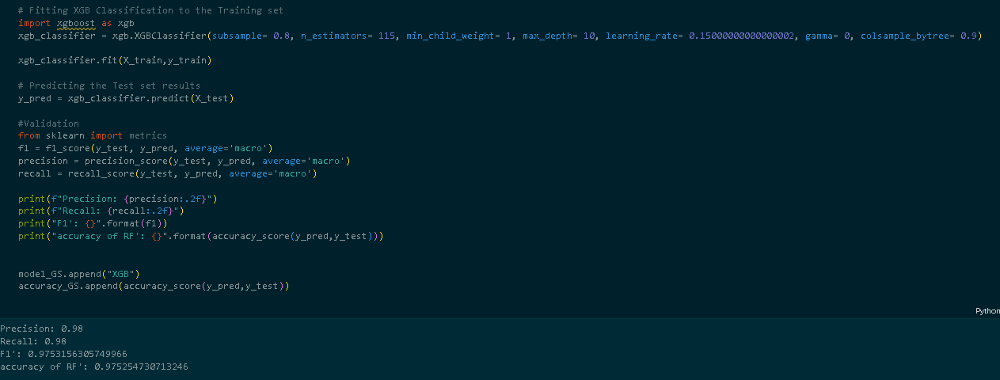 # Fitting XGB Classification to the Training set
import xgboost as xgb
xgb_classifier = xgb.XGBClassifier(subsample= 0.8, n_estimators= 115, min_child_weight= 1, max_depth= 10, learning_rate= 0.15000000000000002, gamma= 0, colsample_bytree= 0.9)
xgb_classifier.fit(X_train,y_train)
# Predicting the Test set results
y_pred = xgb_classifier.predict(X_test)
#Validation
from sklearn import metrics
f1 = f1_score(y_test, y_pred, average='macro')
precision = precision_score(y_test, y_pred, average='macro')
recall = recall_score(y_test, y_pred, average='macro')
print(f"Precision: {precision:.2f}")
print(f"Recall: {recall:.2f}")
print("F1': {}".format(f1))
print("accuracy of RF': {}".format(accuracy_score(y_pred,y_test)))
model_GS.append("XGB")
accuracy_GS.append(accuracy_score(y_pred,y_test))
Python
Precision: 0.98
Recall: 0.98
F1': 0.9753156305749966
accuracy of RF': 0.975254730713246